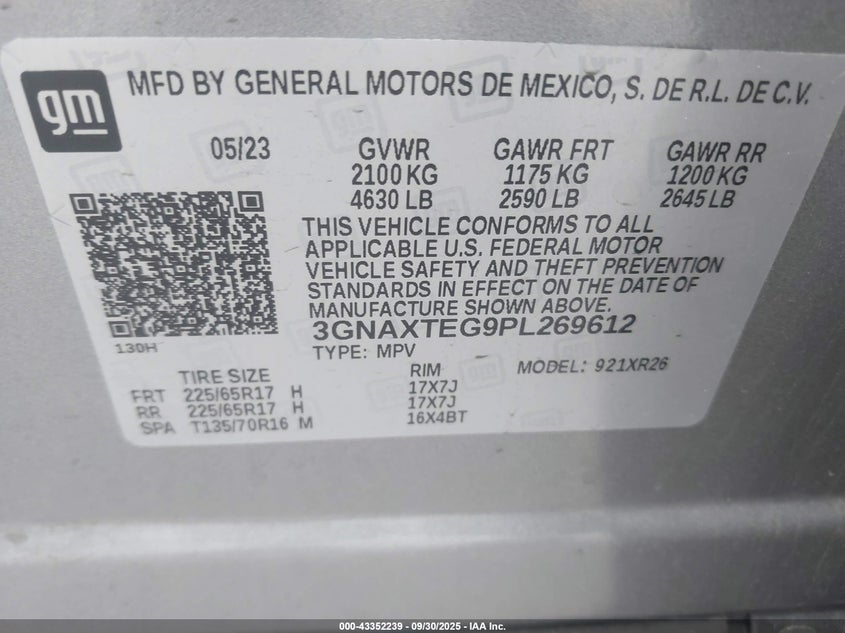 gm
MFD BY GENERAL MOTORS DE MEXICO, S. DE R.L. DE C.V.
05/23 GVWR GAWR FRT GAWR RR
2100 KG 1175 KG 1200 KG
4630 LB 2590 LB 2645 LB
THIS VEHICLE CONFORMS TO ALL
APPLICABLE U.S. FEDERAL MOTOR
VEHICLE SAFETY AND THEFT PREVENTION
STANDARDS IN EFFECT ON THE DATE OF
MANUFACTURE SHOWN ABOVE.
3GNAXTEG9PL269612
130H
TYPE: MPV MODEL: 921XR26
TIRE SIZE RIM
FRT 225/65R17 H 17X7J
RR 225/65R17 H 17X7J
SPA T135/70R16 M 16X4BT
000-43352239 - 09/30/2025 - IAA Inc.